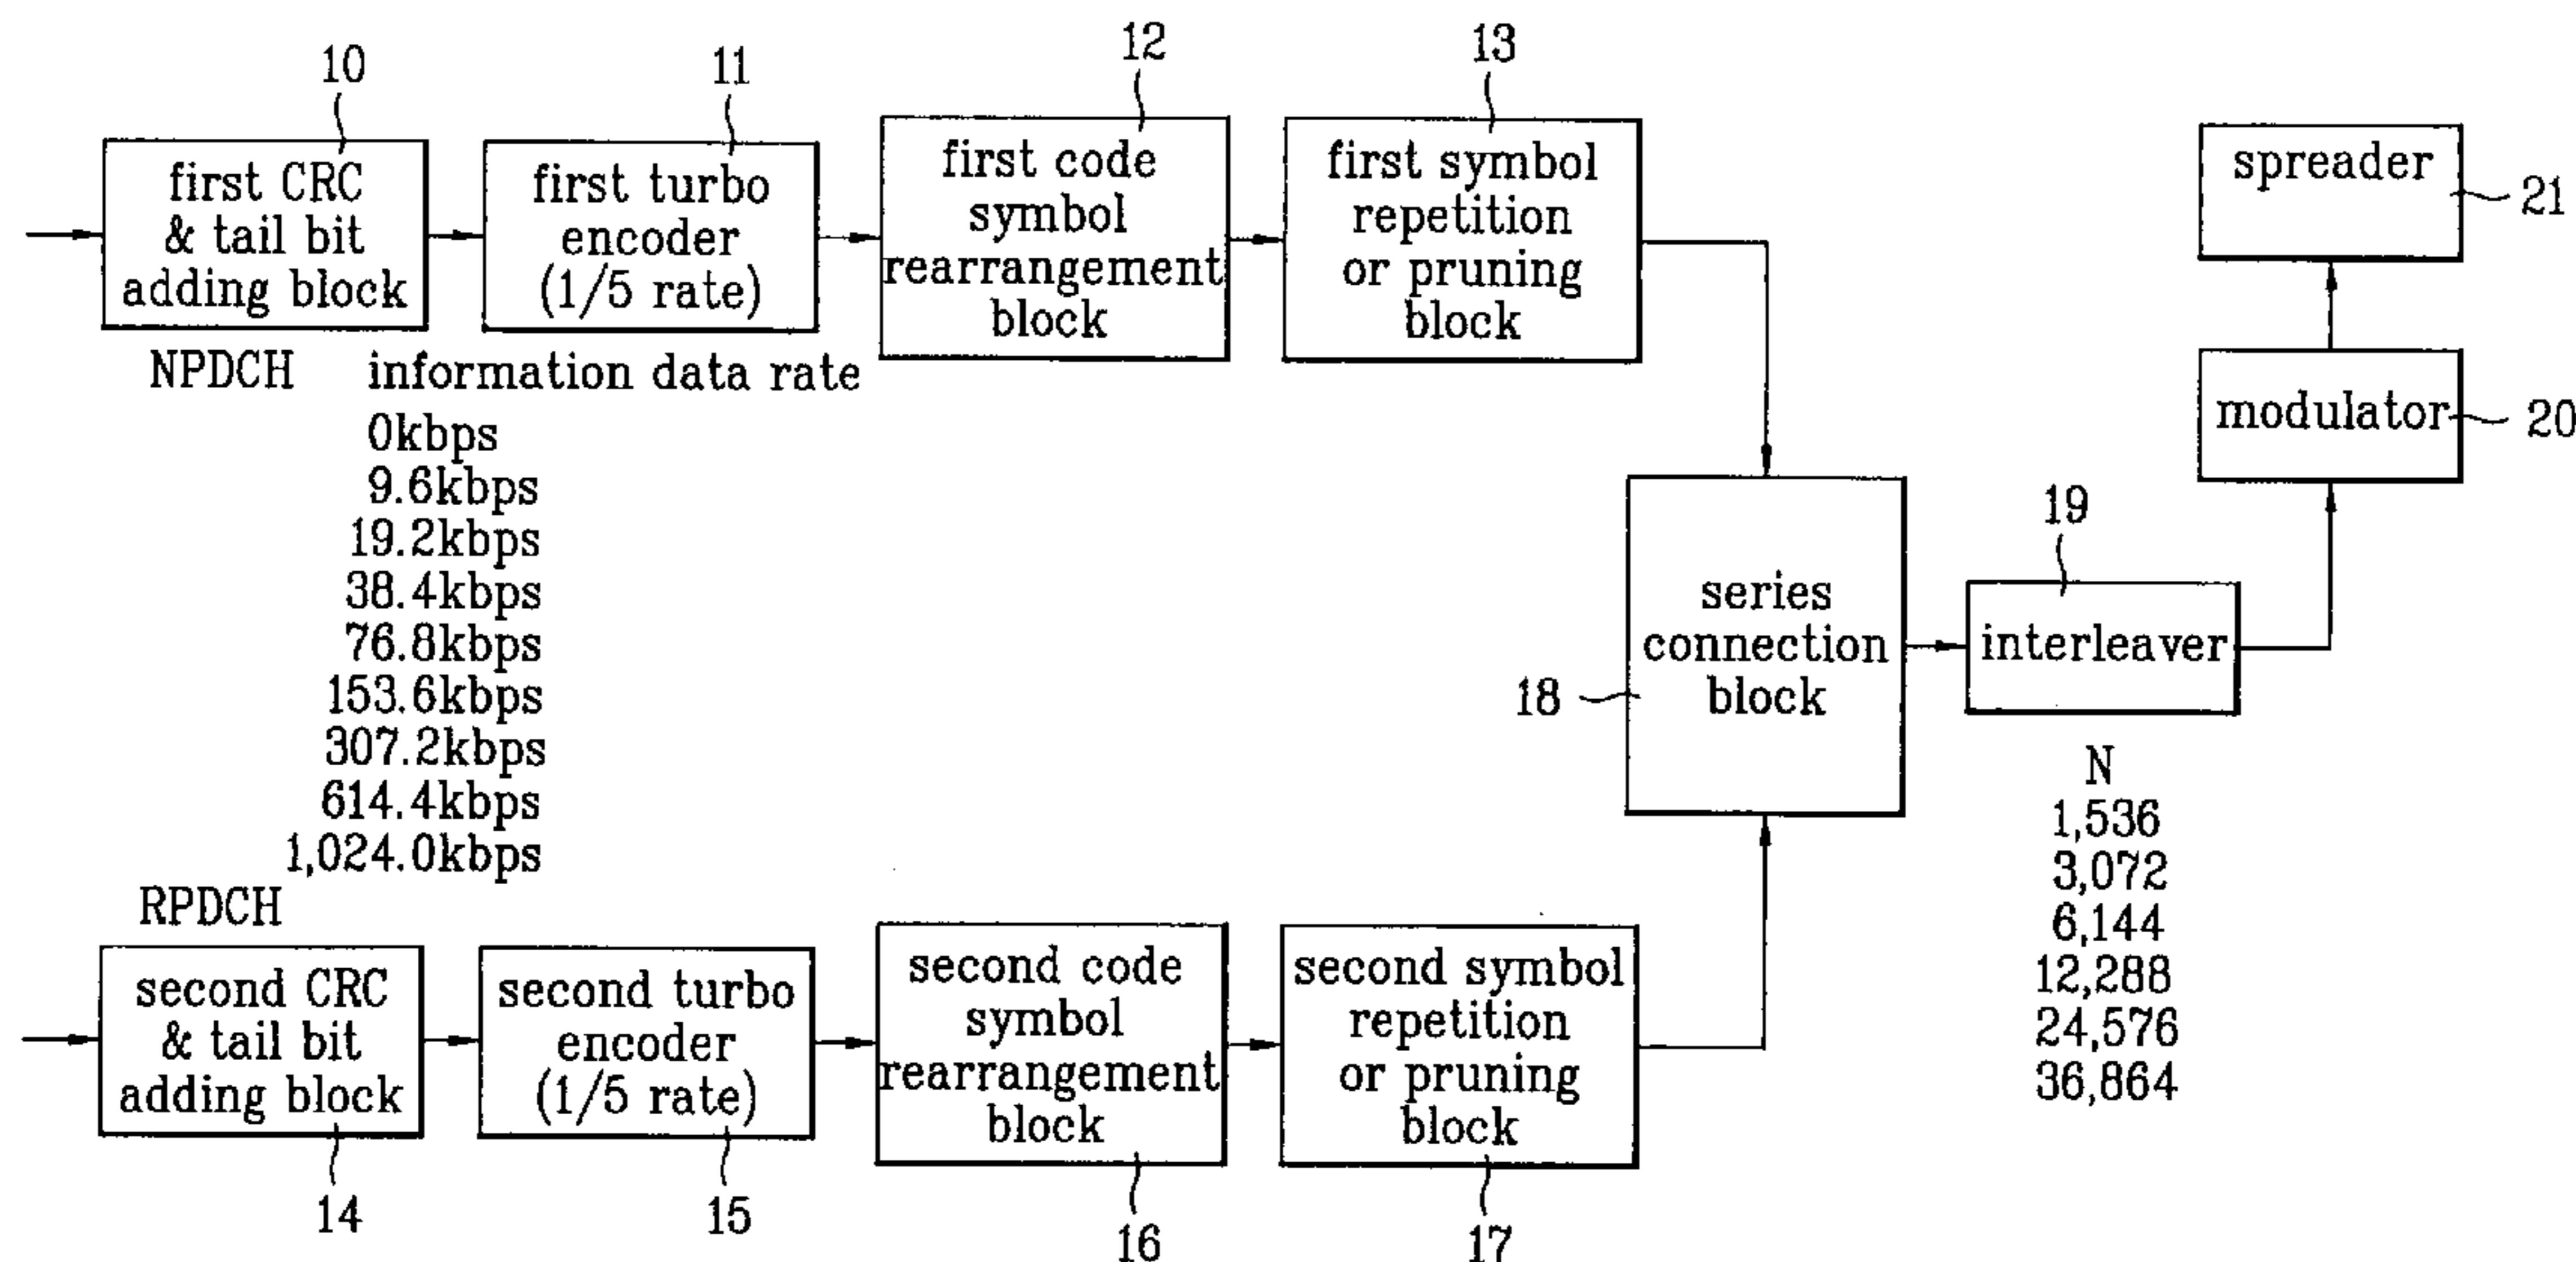 10
first CRC
& tail bit
adding block
11
first turbo
encoder
(1/5 rate)
12
first code
symbol
rearrangement
block
13
first symbol
repetition
or pruning
block
spreader
21
modulator
20
NPDCH
information data rate
0kbps
9.6kbps
19.2kbps
38.4kbps
76.8kbps
153.6kbps
307.2kbps
614.4kbps
1,024.0kbps
RPDCH
series
connection
block
18
19
interleaver
N
1,536
3,072
6,144
12,288
24,576
36,864
second CRC
& tail bit
adding block
14
second turbo
encoder
(1/5 rate)
15
second code
symbol
rearrangement
block
16
second symbol
repetition
or pruning
block
17